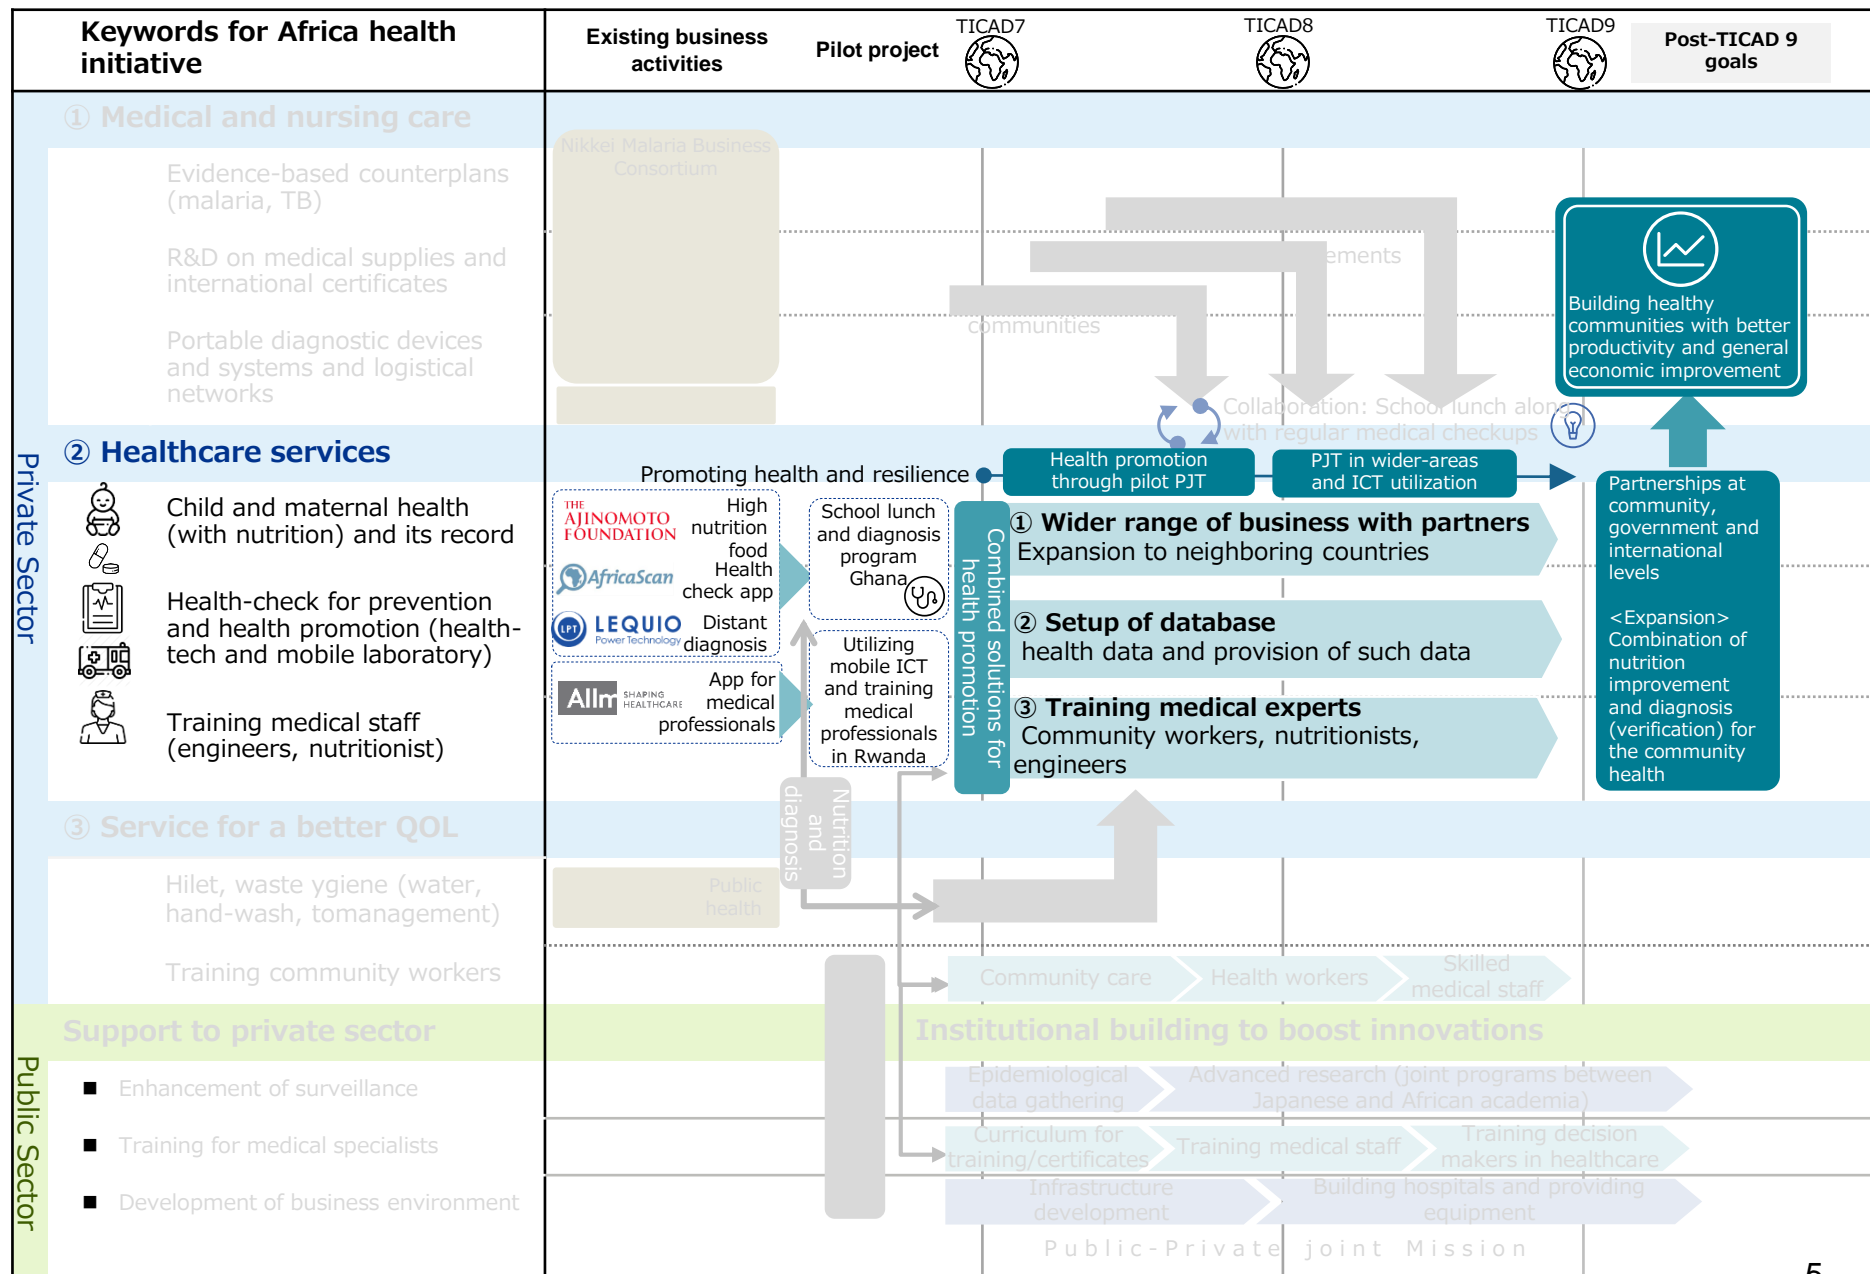 Keywords for Africa health
initiative
Existing business
activities
Pilot project
TICAD7
TICAD8
TICAD9
Post-TICAD 9
goals
Private Sector
① Medical and nursing care
Evidence-based counterplans
(malaria, TB)
R&D on medical supplies and
international certificates
Portable diagnostic devices
and systems and logistical
networks
Nikkei Malaria Business
Consortium
ements
communities
Collaboration: School lunch along
with regular medical checkups
Building healthy
communities with better
productivity and general
economic improvement
② Healthcare services
Child and maternal health
(with nutrition) and its record
Health-check for prevention
and health promotion (health-
tech and mobile laboratory)
Training medical staff
(engineers, nutritionist)
Promoting health and resilience
Health promotion
through pilot PJT
PJT in wider-areas
and ICT utilization
THE
AJINOMOTO
FOUNDATION
High
nutrition
food
AfricaScan
Health
check app
LPT
LEQUIO
Power Technology
Distant
diagnosis
Allm
SHAPING
HEALTHCARE
App for
medical
professionals
School lunch
and diagnosis
program
Ghana
Utilizing
mobile ICT
and training
medical
professionals
in Rwanda
Combined solutions for
health promotion
① Wider range of business with partners
Expansion to neighboring countries
② Setup of database
health data and provision of such data
③ Training medical experts
Community workers, nutritionists,
engineers
Partnerships at
community,
government and
international
levels
<Expansion>
Combination of
nutrition
improvement
and diagnosis
(verification) for
the community
health
Nutrition
and
diagnosis
③ Service for a better QOL
Hilet, waste ygiene (water,
hand-wash, tomanagement)
Public
health
Training community workers
Community care
Health workers
Skilled
medical staff
Public Sector
Support to private sector
Institutional building to boost innovations
■ Enhancement of surveillance
Epidemiological
data gathering
Advanced research (joint programs between
Japanese and African academia)
■ Training for medical specialists
Curriculum for
training/certificates
Training medical staff
Training decision
makers in healthcare
■ Development of business environment
Infrastructure
development
Building hospitals and providing
equipment
Public-Private joint Mission
5